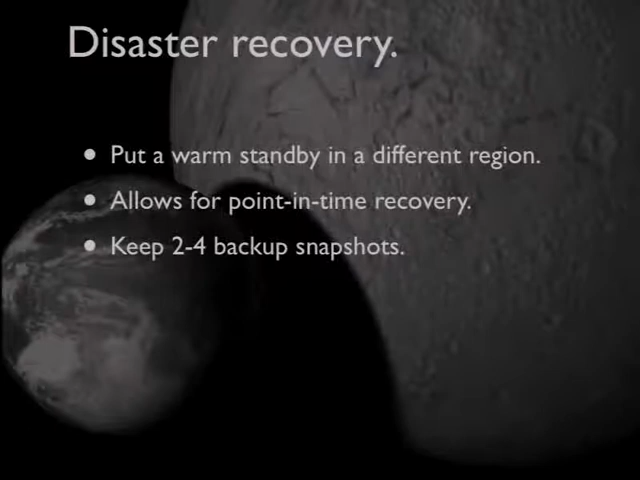 Disaster recovery.
• Put a warm standby in a different region.
• Allows for point-in-time recovery.
• Keep 2-4 backup snapshots.